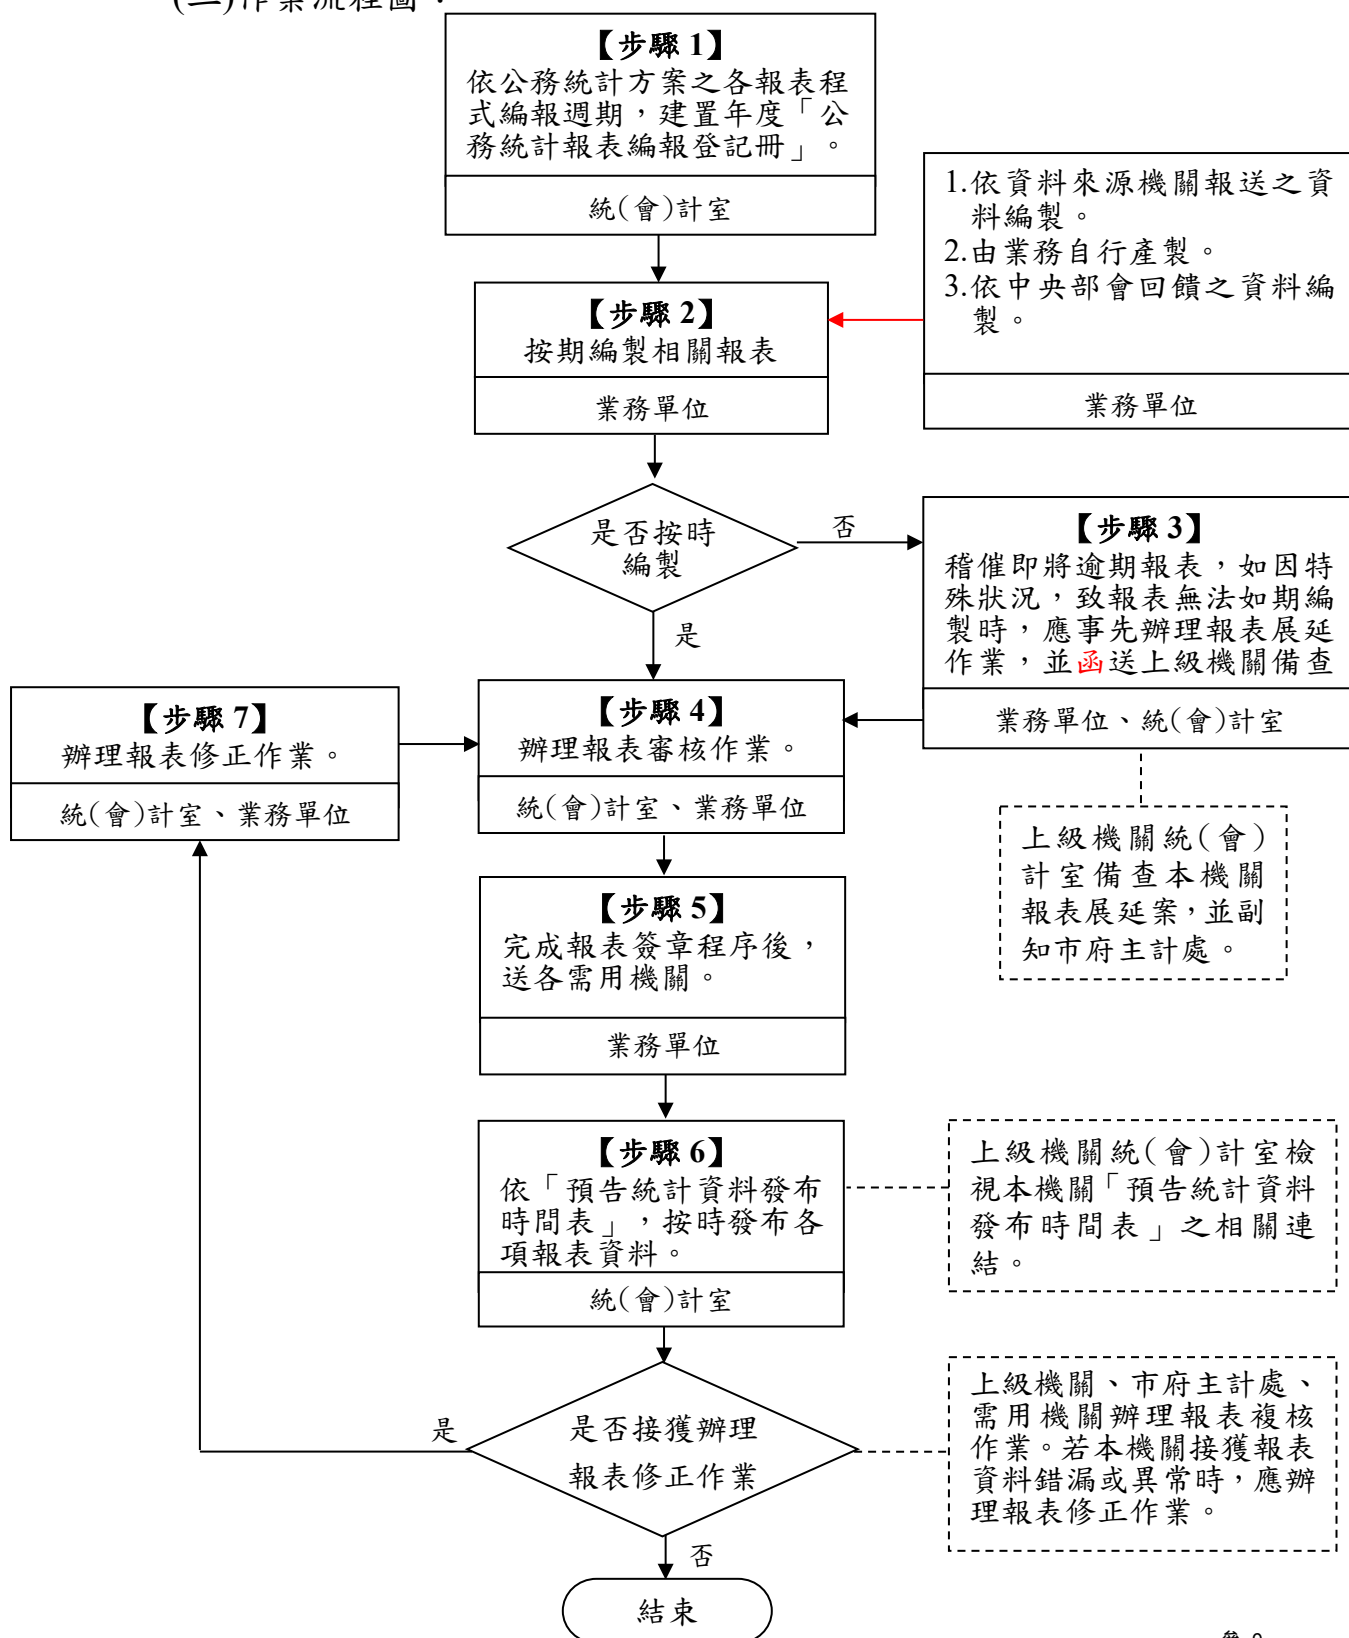 (二)作業流程圖：
【步驟 1】
依公務統計方案之各報表程
式編報週期，建置年度「公
務統計報表編報登記冊」。
統(會)計室
1.依資料來源機關報送之資
料編製。
2.由業務自行產製。
3.依中央部會回饋之資料編
製。
業務單位
【步驟 2】
按期編製相關報表
業務單位
是否按時
編製
否
是
【步驟 3】
稽催即將逾期報表，如因特
殊狀況，致報表無法如期編
製時，應事先辦理報表展延
作業，並函送上級機關備查
業務單位、統(會)計室
上級機關統(會)
計室備查本機關
報表展延案，並副
知市府主計處。
【步驟 7】
辦理報表修正作業。
統(會)計室、業務單位
【步驟 4】
辦理報表審核作業。
統(會)計室、業務單位
【步驟 5】
完成報表簽章程序後，
送各需用機關。
業務單位
【步驟 6】
依「預告統計資料發布
時間表」，按時發布各
項報表資料。
統(會)計室
上級機關統(會)計室檢
視本機關「預告統計資料
發布時間表」之相關連
結。
是
是否接獲辦理
報表修正作業
上級機關、市府主計處、
需用機關辦理報表複核
作業。若本機關接獲報表
資料錯漏或異常時，應辦
理報表修正作業。
否
結束